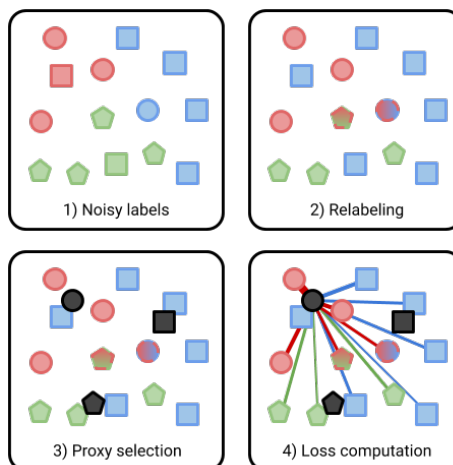 1) Noisy labels
2) Relabeling
3) Proxy selection
4) Loss computation